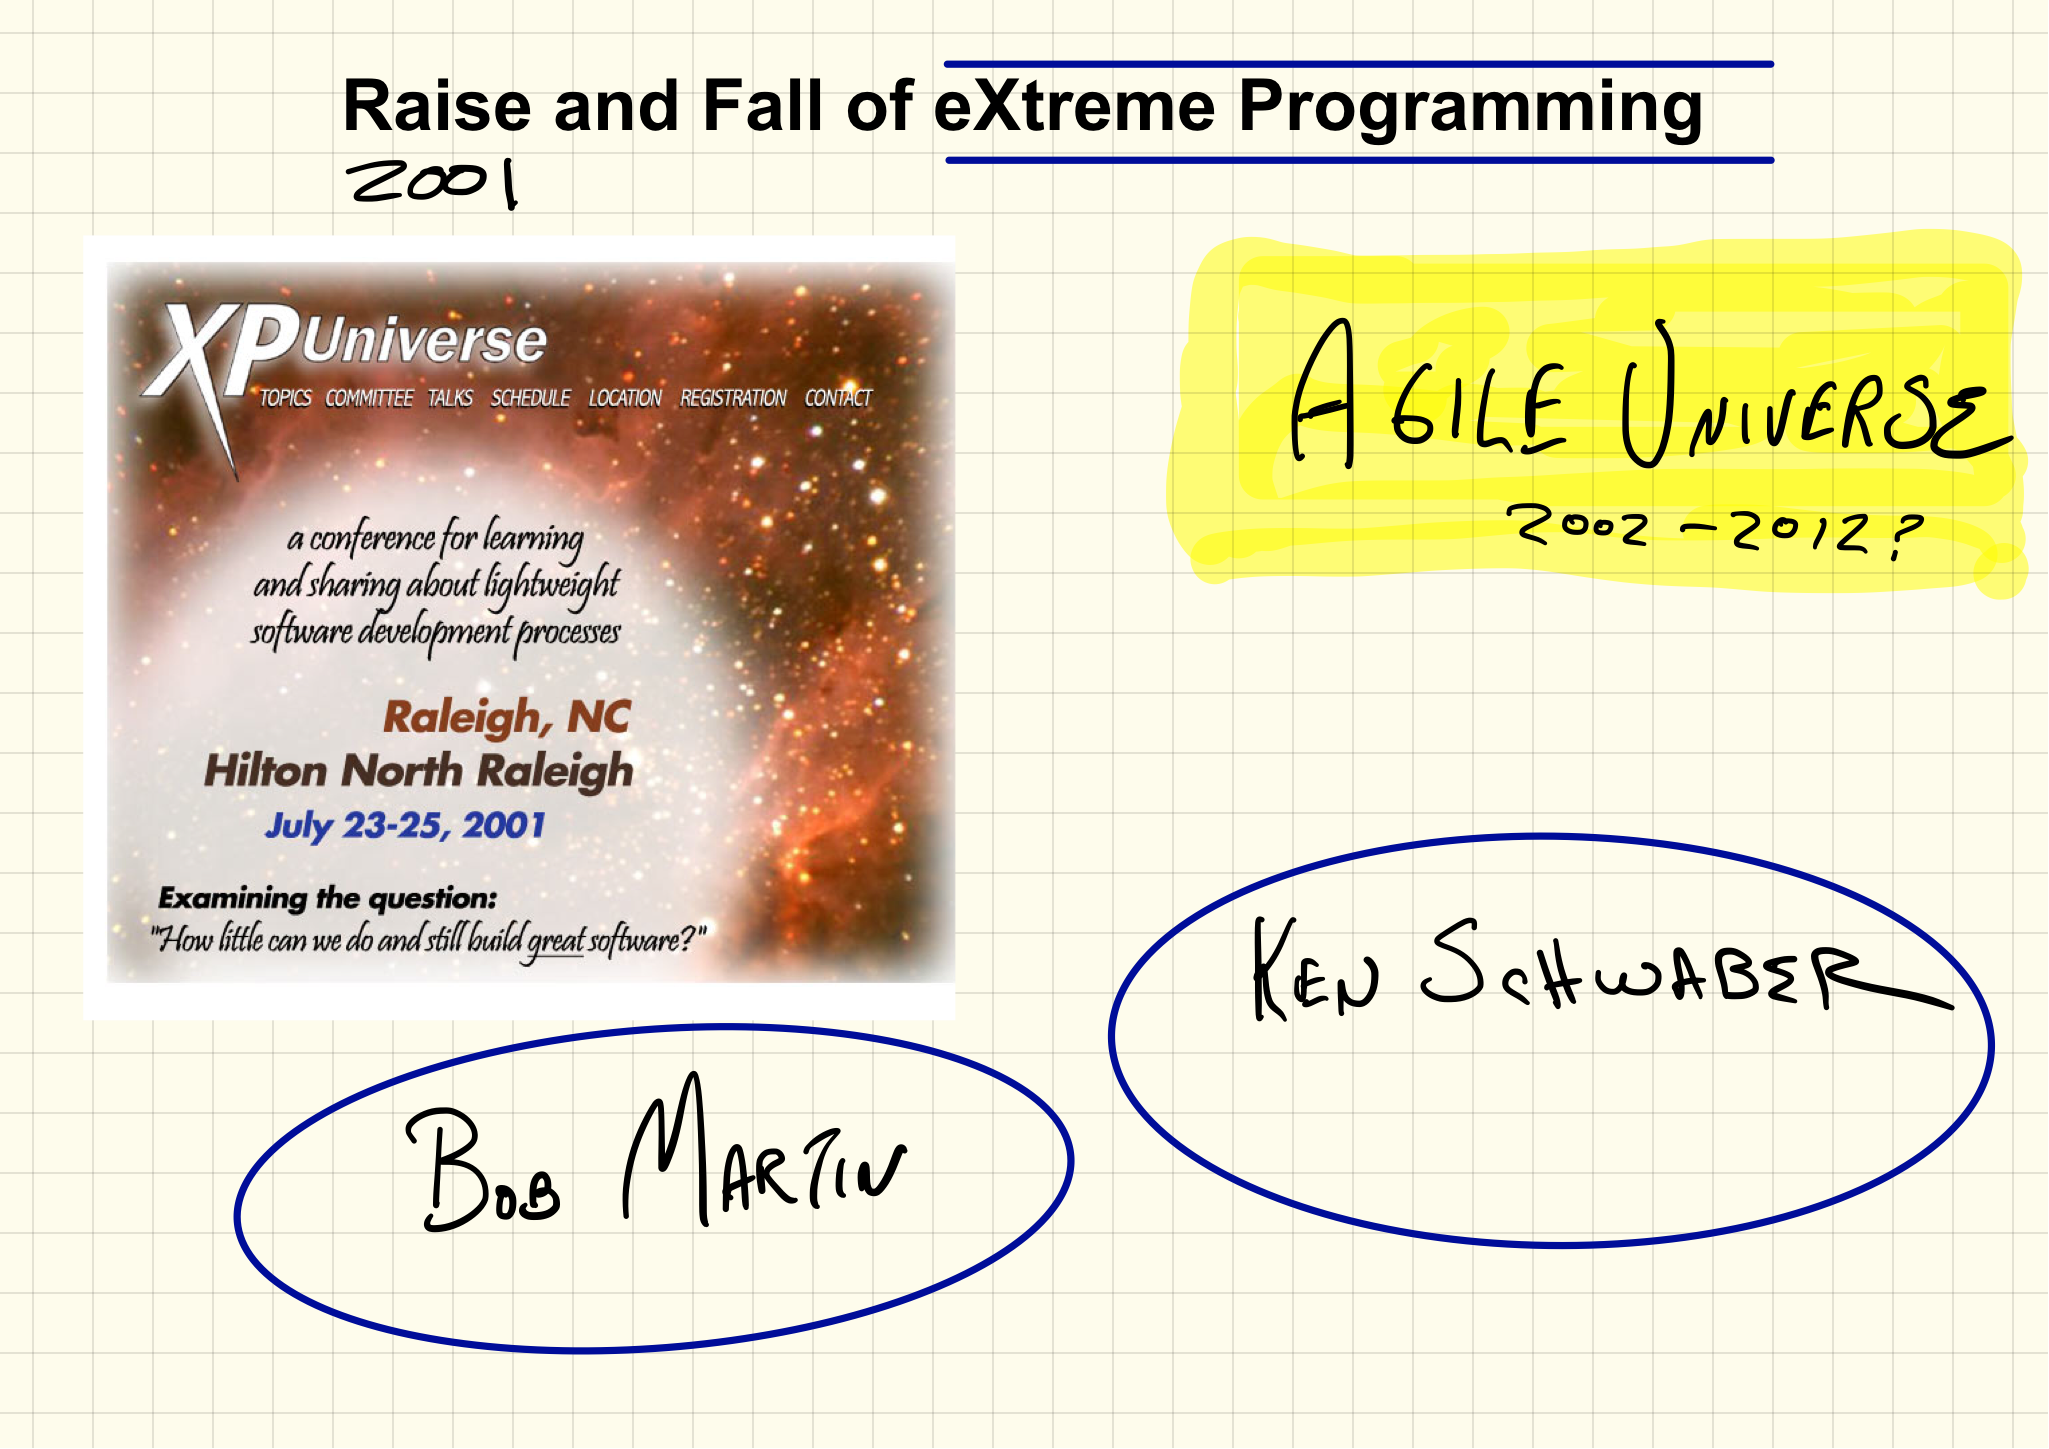 Raise and Fall of eXtreme Programming
2001
XP Universe
TOPICS COMMITTEE TALKS SCHEDULE LOCATION REGISTRATION CONTACT
a conference for learning
and sharing about lightweight
software development processes
Raleigh, NC
Hilton North Raleigh
July 23-25, 2001
Examining the question:
"How little can we do and still build great software?"
AGILE UNIVERSE
2002 - 2012?
KEN SCHWABER
BOB MARTIN